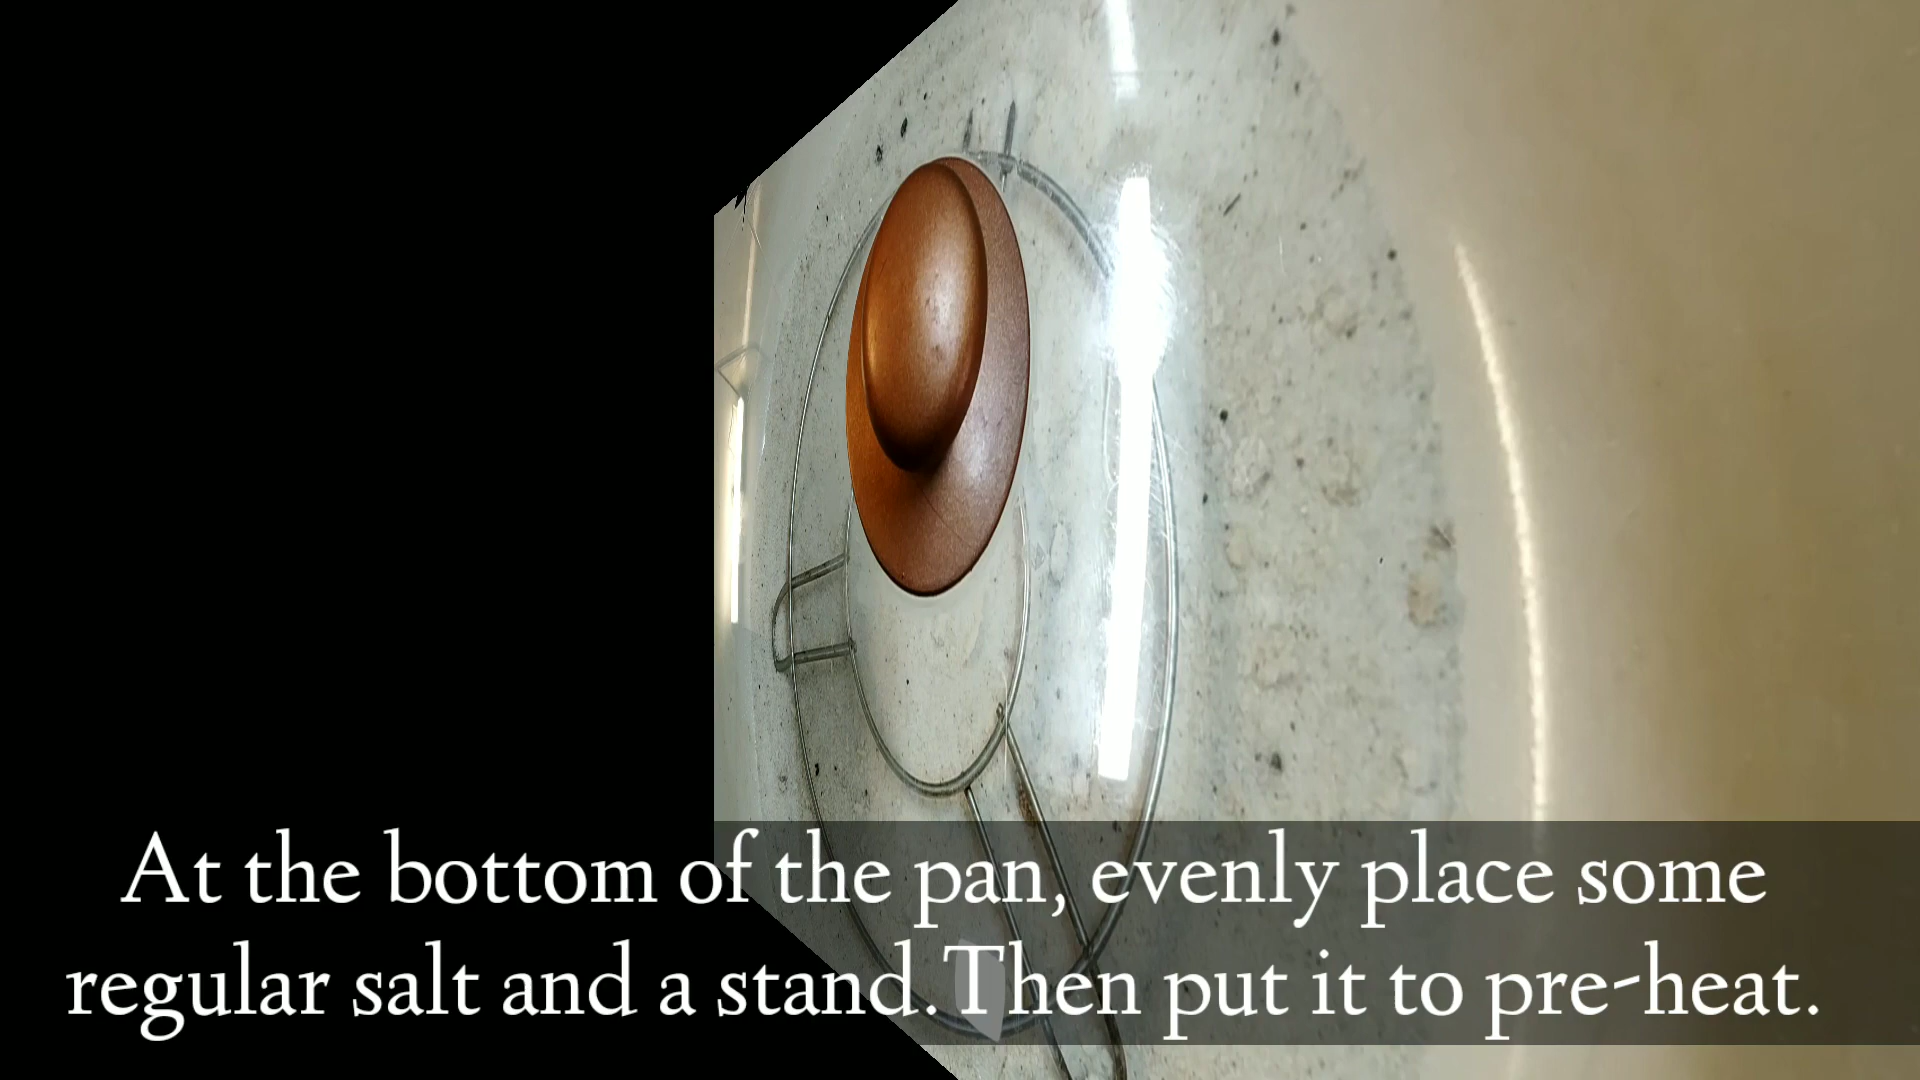 At the bottom of the pan, evenly place some
regular salt and a stand.Then put it to pre-heat.